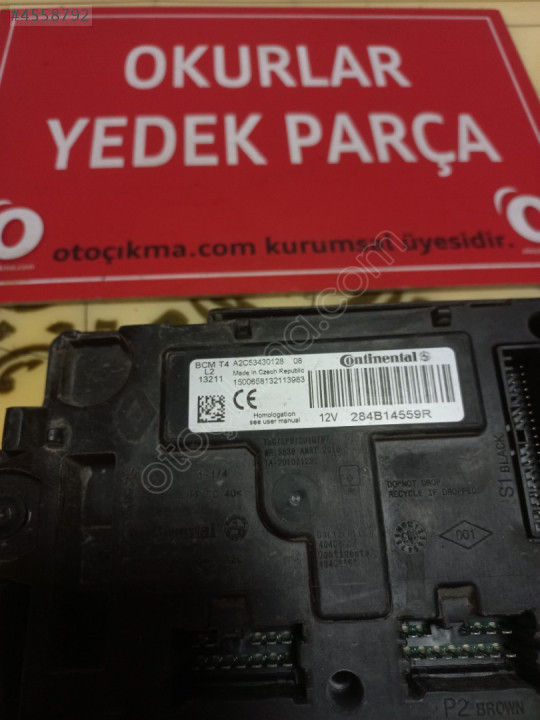 #4558792
OKURLAR
YEDEK PARÇA
otoçıkma.com kurumsal üyesidir.
BCM T4 A2C53430128 08
L2 Made in Czech Republic
13211 1500658132113983
Continental
CE
Homologation
see user manual
12V 284B14559R
DO NOT DROP
RECYCLE IF DROPPED
S1 BLACK
001
P2 BROWN